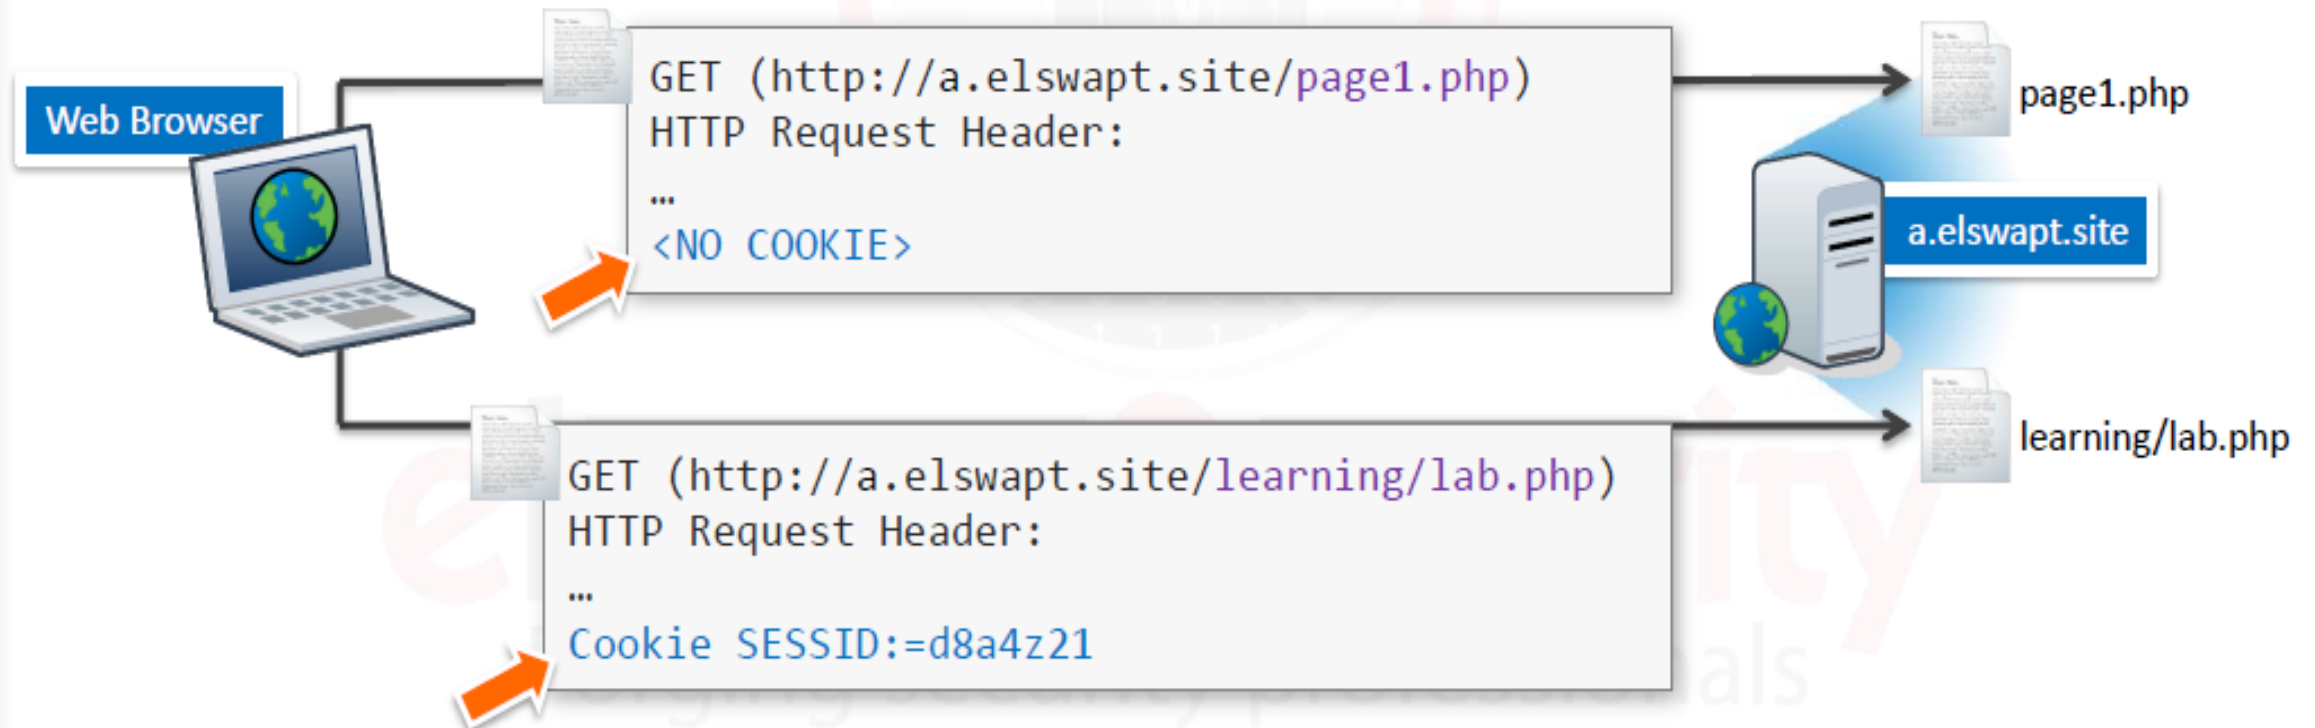 Web Browser
GET (http://a.elswapt.site/page1.php)
HTTP Request Header:
…
<NO COOKIE>
page1.php
a.elswapt.site
GET (http://a.elswapt.site/learning/lab.php)
HTTP Request Header:
…
Cookie SESSID:=d8a4z21
learning/lab.php